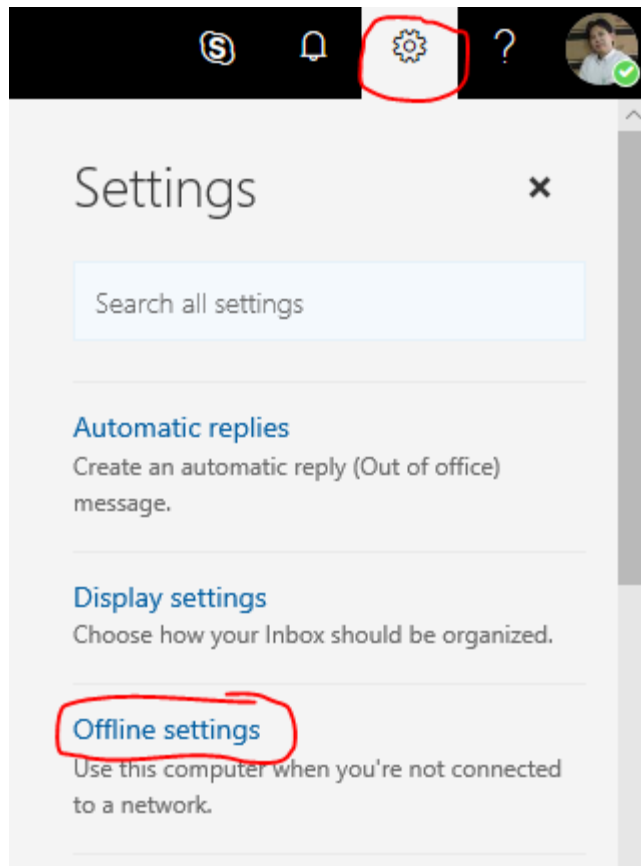 ?
Settings
Search all settings
Automatic replies
Create an automatic reply (Out of office)
message.
Display settings
Choose how your Inbox should be organized.
Offline settings
Use this computer when you're not connected
to a network.